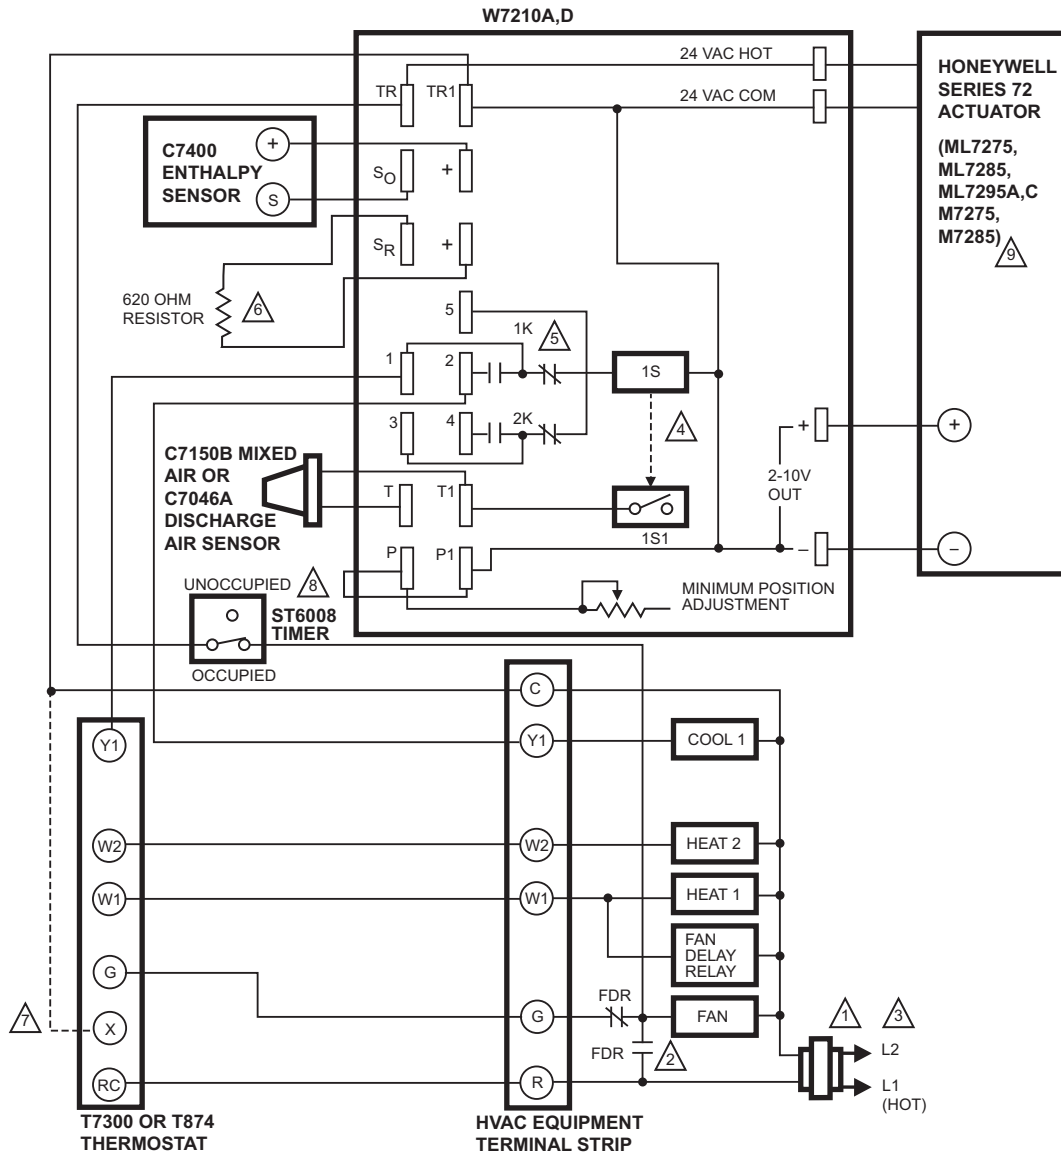 W7210A,D
24 VAC HOT
TR
TR1
24 VAC COM
HONEYWELL
SERIES 72
ACTUATOR
(ML7275,
ML7285,
ML7295A,C
M7275,
M7285)
9
C7400
ENTHALPY
SENSOR
+
S
SO
+
SR
+
620 OHM
RESISTOR
6
5
1K
5
1
2
1S
3
4
2K
4
+
+
2-10V
OUT
C7150B MIXED
AIR OR
C7046A
DISCHARGE
AIR SENSOR
T
T1
1S1
P
P1
–
–
MINIMUM POSITION
ADJUSTMENT
UNOCCUPIED
8
ST6008
TIMER
OCCUPIED
C
Y1
Y1
COOL 1
W2
W2
HEAT 2
W1
W1
HEAT 1
FAN
DELAY
RELAY
G
FDR
G
FAN
7
X
FDR
2
1
3
L2
RC
R
L1
(HOT)
T7300 OR T874
THERMOSTAT
HVAC EQUIPMENT
TERMINAL STRIP